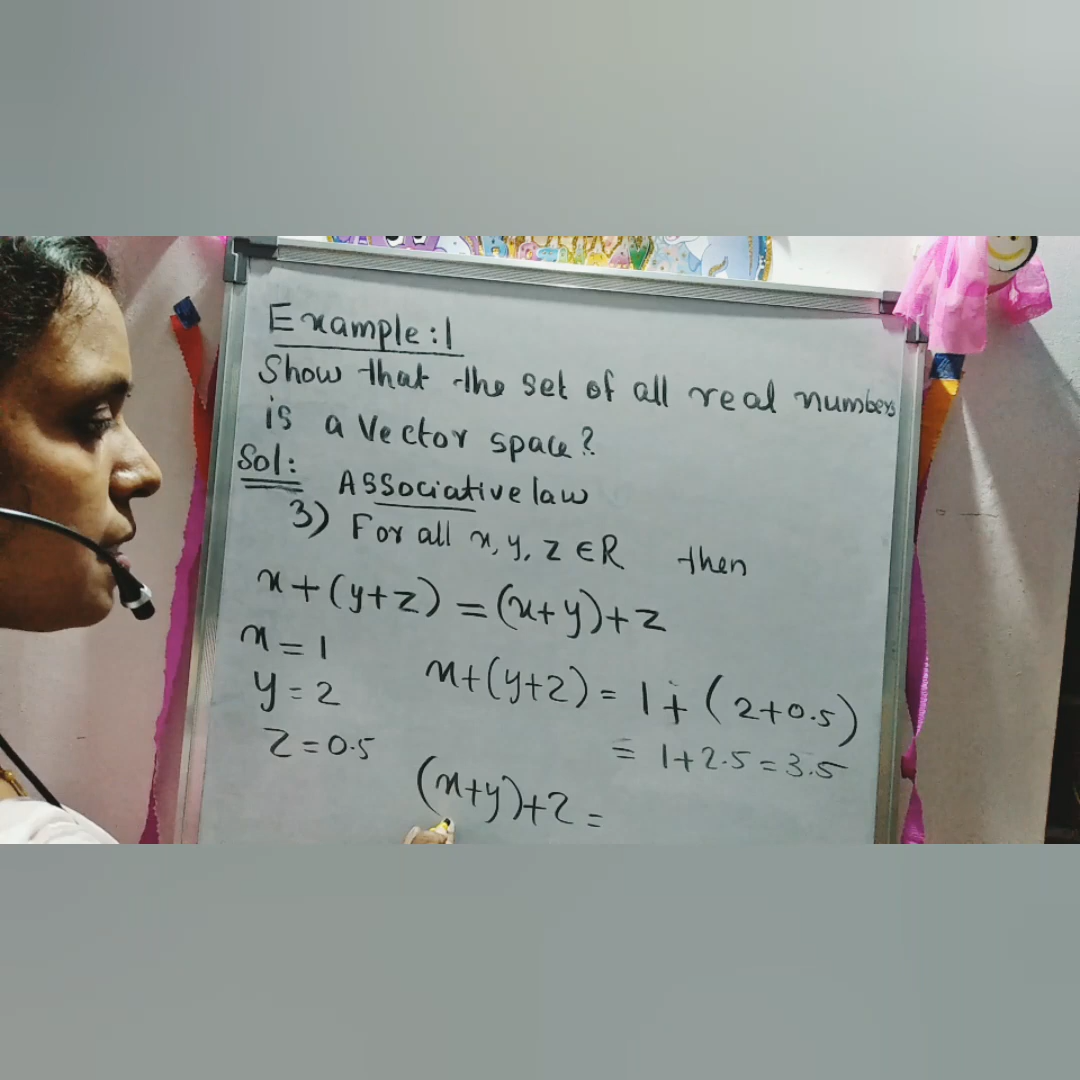 Example:1
Show that the set of all real numbers
is a Vector space?
Sol:
Associative law
3) For all x, y, z ∈ R then
x+(y+z) = (x+y)+z
x = 1
y = 2
z = 0.5
x+(y+z) = 1+(2+0.5)
= 1+2.5 = 3.5
(x+y)+z =